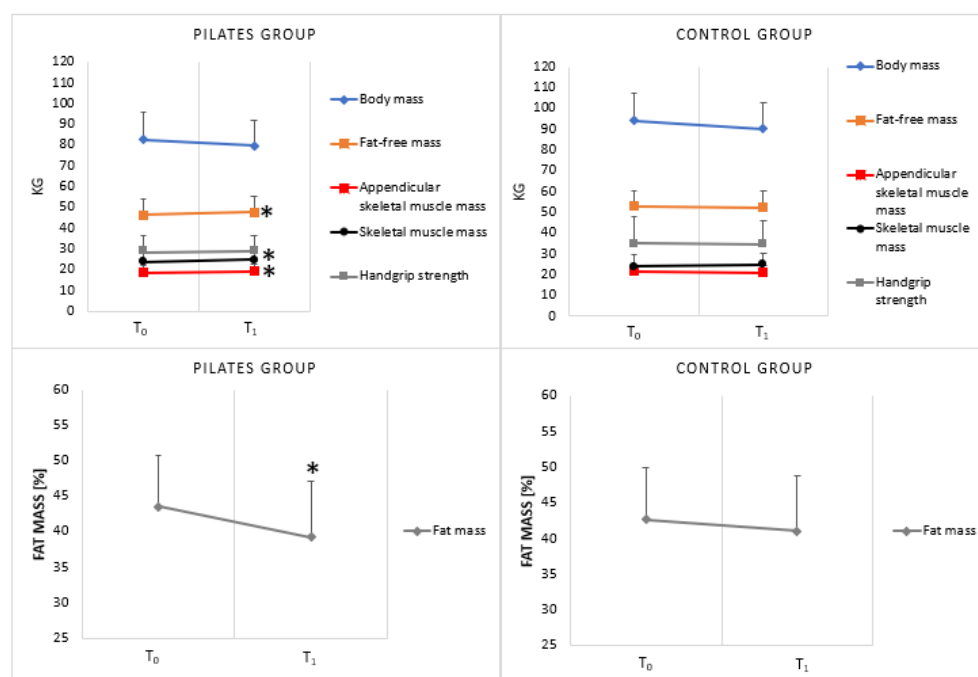 PILATES GROUP
120
110
100
90
80
70
60
50
40
30
20
10
0
KG
T₀
T₁
*
*
*
Body mass
Fat-free mass
Appendicular
skeletal muscle mass
Skeletal muscle mass
Handgrip strength
CONTROL GROUP
120
110
100
90
80
70
60
50
40
30
20
10
0
KG
T₀
T₁
Body mass
Fat-free mass
Appendicular
skeletal muscle mass
Skeletal muscle
mass
Handgrip
strength
PILATES GROUP
60
55
50
45
40
35
30
25
FAT MASS [%]
T₀
T₁
*
Fat mass
CONTROL GROUP
60
55
50
45
40
35
30
25
FAT MASS [%]
T₀
T₁
Fat mass